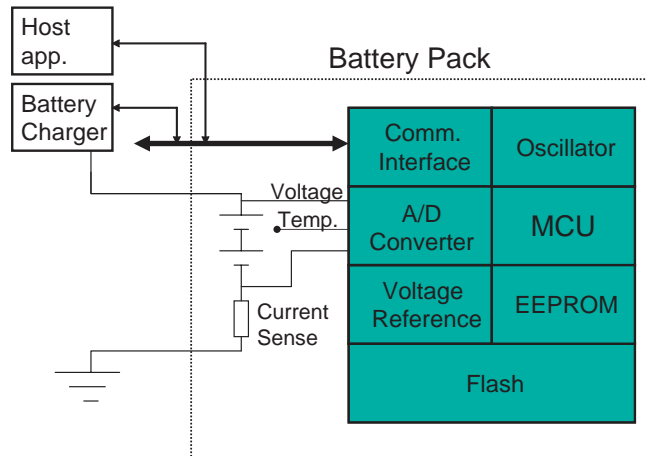 Host
app.
Battery Pack
Battery
Charger
Comm.
Interface
Oscillator
Voltage
Temp.
A/D
Converter
MCU
Voltage
Reference
EEPROM
Current
Sense
Flash